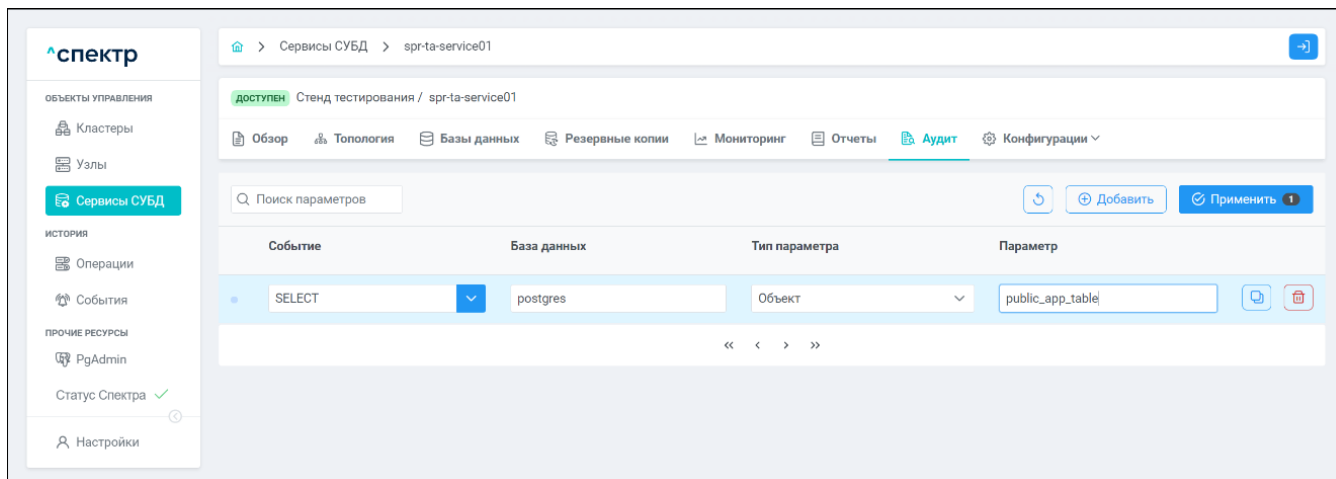 ^спектр
ОБЪЕКТЫ УПРАВЛЕНИЯ
Кластеры
Узлы
Сервисы СУБД
ИСТОРИЯ
Операции
События
ПРОЧИЕ РЕСУРСЫ
PgAdmin
Статус Спектра
Настройки
> Сервисы СУБД > spr-ta-service01
ДОСТУПЕН Стенд тестирования / spr-ta-service01
Обзор Топология Базы данных Резервные копии Мониторинг Отчеты Аудит Конфигурации
Поиск параметров Добавить Применить 1
Событие База данных Тип параметра Параметр
SELECT postgres Объект public_app_table
« ‹ › »